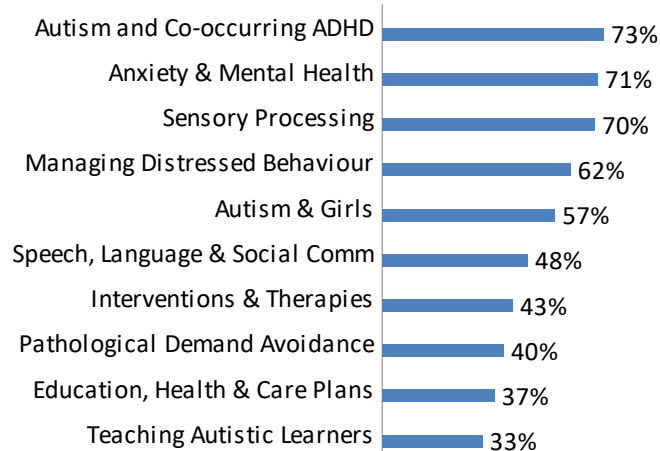 Autism and Co-occurring ADHD 73%
Anxiety & Mental Health 71%
Sensory Processing 70%
Managing Distressed Behaviour 62%
Autism & Girls 57%
Speech, Language & Social Comm 48%
Interventions & Therapies 43%
Pathological Demand Avoidance 40%
Education, Health & Care Plans 37%
Teaching Autistic Learners 33%